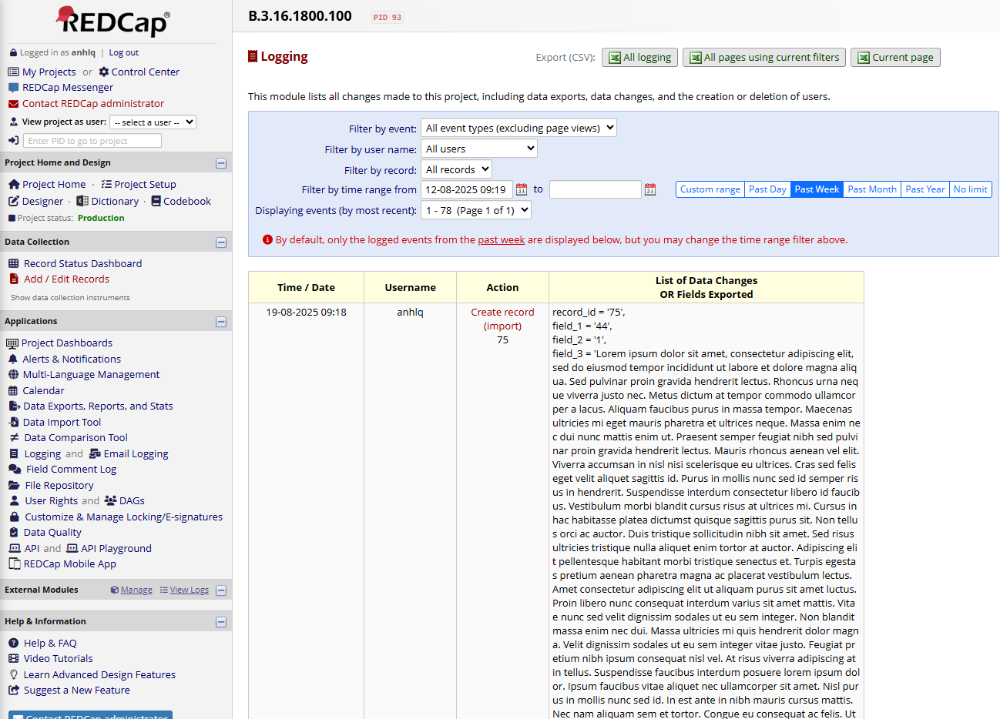 REDCap®
Logged in as anhlq | Log out
My Projects or Control Center
REDCap Messenger
Contact REDCap administrator
View project as user: -- select a user --
Enter PID to go to project
Project Home and Design
Project Home · Project Setup
Designer · Dictionary · Codebook
Project status: Production
Data Collection
Record Status Dashboard
Add / Edit Records
Show data collection instruments
Applications
Project Dashboards
Alerts & Notifications
Multi-Language Management
Calendar
Data Exports, Reports, and Stats
Data Import Tool
Data Comparison Tool
Logging and Email Logging
Field Comment Log
File Repository
User Rights and DAGs
Customize & Manage Locking/E-signatures
Data Quality
API and API Playground
REDCap Mobile App
External Modules Manage View Logs
Help & Information
Help & FAQ
Video Tutorials
Learn Advanced Design Features
Suggest a New Feature
Contact REDCap administrator
B.3.16.1800.100 PID 93
Logging
Export (CSV): All logging All pages using current filters Current page
This module lists all changes made to this project, including data exports, data changes, and the creation or deletion of users.
Filter by event: All event types (excluding page views)
Filter by user name: All users
Filter by record: All records
Filter by time range from 12-08-2025 09:19 31 to 31 Custom range Past Day Past Week Past Month Past Year No limit
Displaying events (by most recent): 1 - 78 (Page 1 of 1)
By default, only the logged events from the past week are displayed below, but you may change the time range filter above.
Time / Date Username Action List of Data Changes
OR Fields Exported
19-08-2025 09:18 anhlq Create record record_id = '75',
(import) field_1 = '44',
75 field_2 = '1',
field_3 = 'Lorem ipsum dolor sit amet, consectetur adipiscing elit,
sed do eiusmod tempor incididunt ut labore et dolore magna aliq
ua. Sed pulvinar proin gravida hendrerit lectus. Rhoncus urna neq
ue viverra justo nec. Metus dictum at tempor commodo ullamcor
per a lacus. Aliquam faucibus purus in massa tempor. Maecenas
ultricies mi eget mauris pharetra et ultrices neque. Massa enim ne
c dui nunc mattis enim ut. Praesent semper feugiat nibh sed pulvi
nar proin gravida hendrerit lectus. Mauris rhoncus aenean vel elit.
Viverra accumsan in nisl nisi scelerisque eu ultrices. Cras sed felis
eget velit aliquet sagittis id. Purus in mollis nunc sed id semper ris
us in hendrerit. Suspendisse interdum consectetur libero id faucib
us. Vestibulum morbi blandit cursus risus at ultrices mi. Cursus in
hac habitasse platea dictumst quisque sagittis purus sit. Non tellu
s orci ac auctor. Duis tristique sollicitudin nibh sit amet. Sed risus
ultricies tristique nulla aliquet enim tortor at auctor. Adipiscing eli
t pellentesque habitant morbi tristique senectus et. Turpis egesta
s pretium aenean pharetra magna ac placerat vestibulum lectus.
Amet consectetur adipiscing elit ut aliquam purus sit amet luctus.
Proin libero nunc consequat interdum varius sit amet mattis. Vita
e nunc sed velit dignissim sodales ut eu sem integer. Non blandit
massa enim nec dui. Massa ultricies mi quis hendrerit dolor magn
a. Velit dignissim sodales ut eu sem integer vitae justo. Feugiat pr
etium nibh ipsum consequat nisl vel. At risus viverra adipiscing at
in tellus. Suspendisse faucibus interdum posuere lorem ipsum dol
or. Ipsum faucibus vitae aliquet nec ullamcorper sit amet. Nisl pur
us in mollis nunc sed id. In est ante in nibh mauris cursus mattis.
Nec nam aliquam sem et tortor. Congue eu consequat ac felis. Ut